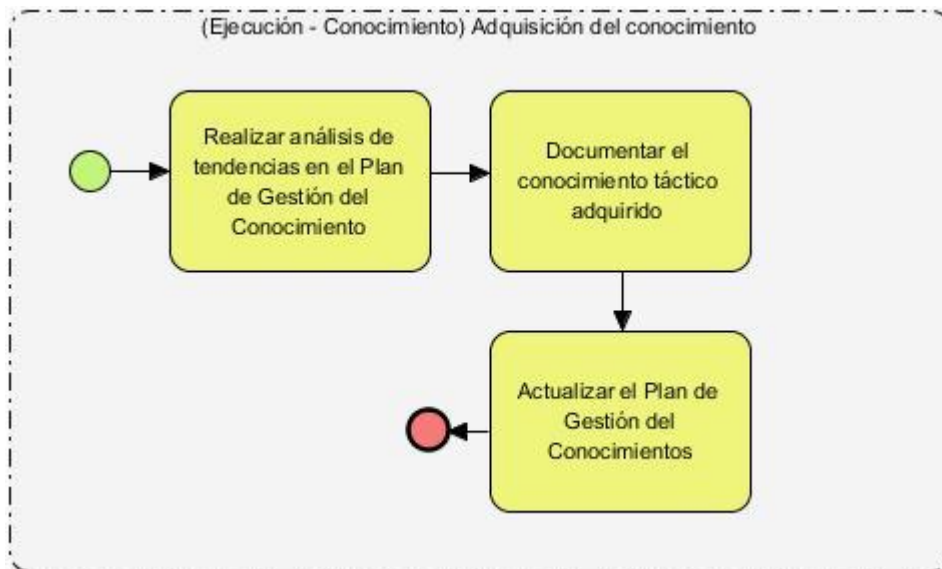 (Ejecución - Conocimiento) Adquisición del conocimiento
Realizar análisis de
tendencias en el Plan
de Gestión del
Conocimiento
Documentar el
conocimiento táctico
adquirido
Actualizar el Plan de
Gestión del
Conocimientos